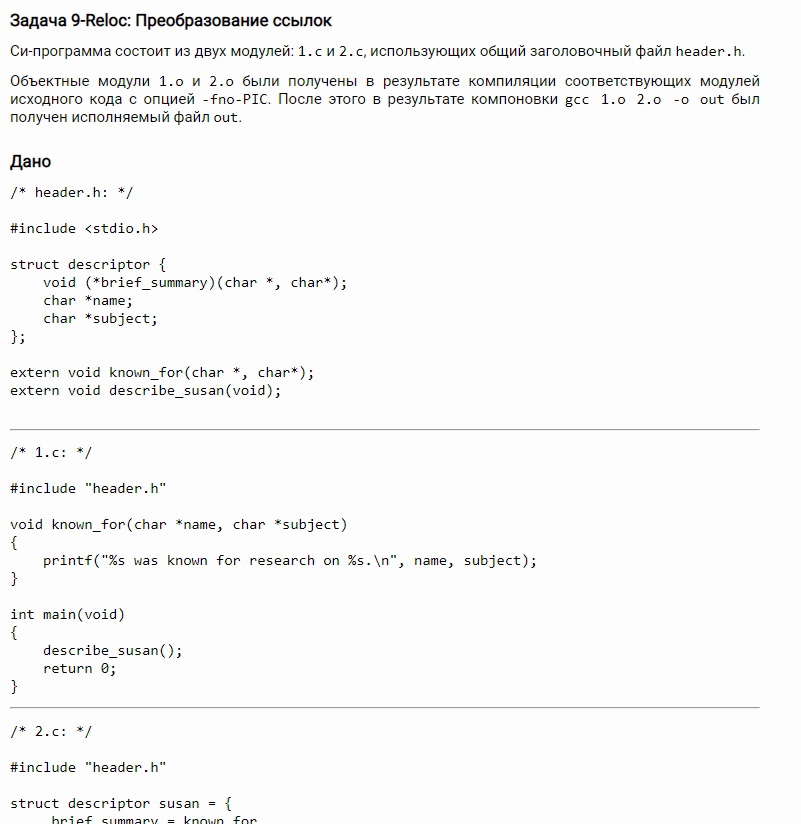 Задача 9-Reloc: Преобразование ссылок
Си-программа состоит из двух модулей: 1.c и 2.c, использующих общий заголовочный файл header.h.
Объектные модули 1.o и 2.o были получены в результате компиляции соответствующих модулей
исходного кода с опцией -fno-PIC. После этого в результате компоновки gcc 1.o 2.o -o out был
получен исполняемый файл out.
Дано
/* header.h: */
#include <stdio.h>
struct descriptor {
    void (*brief_summary)(char *, char*);
    char *name;
    char *subject;
};
extern void known_for(char *, char*);
extern void describe_susan(void);
/* 1.c: */
#include "header.h"
void known_for(char *name, char *subject)
{
    printf("%s was known for research on %s.\n", name, subject);
}
int main(void)
{
    describe_susan();
    return 0;
}
/* 2.c: */
#include "header.h"
struct descriptor susan = {
    .brief_summary = known_for,